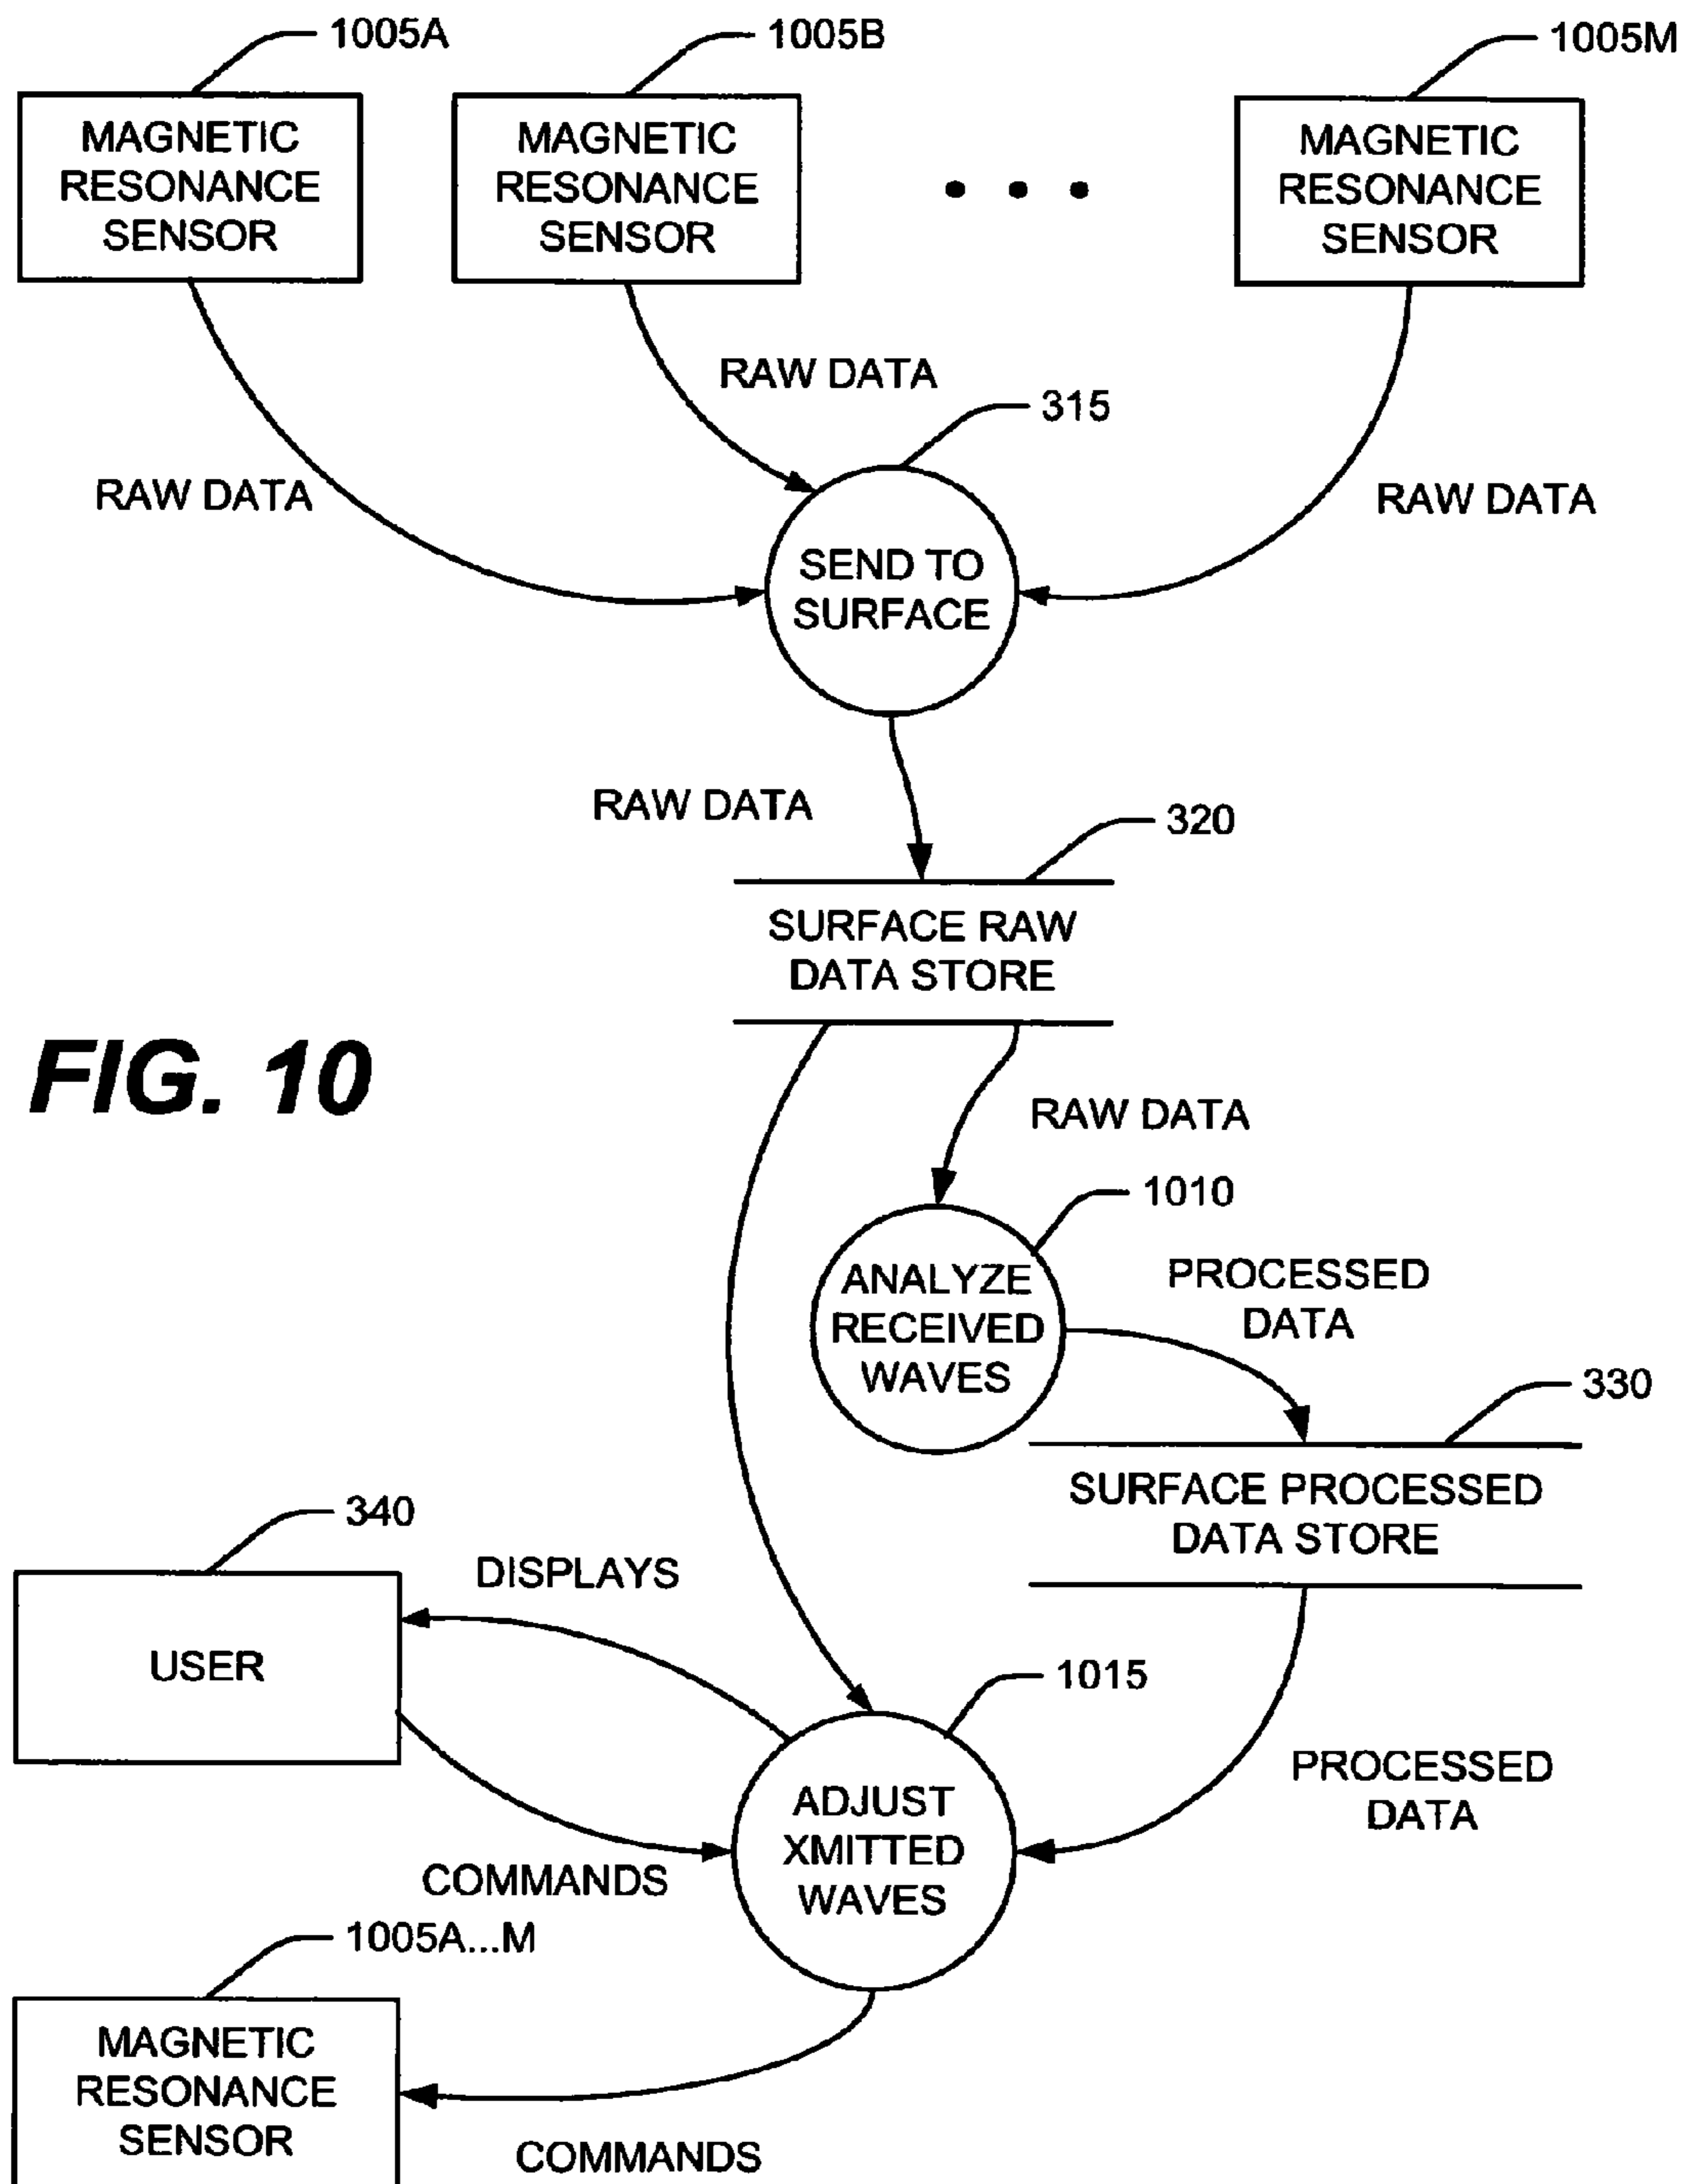 1005A
1005B
1005M
MAGNETIC
RESONANCE
SENSOR
MAGNETIC
RESONANCE
SENSOR
MAGNETIC
RESONANCE
SENSOR
RAW DATA
315
RAW DATA
RAW DATA
SEND TO
SURFACE
RAW DATA
320
SURFACE RAW
DATA STORE
FIG. 10
RAW DATA
1010
ANALYZE
RECEIVED
WAVES
PROCESSED
DATA
330
SURFACE PROCESSED
DATA STORE
340
DISPLAYS
USER
1015
PROCESSED
DATA
ADJUST
XMITTED
WAVES
COMMANDS
1005A...M
MAGNETIC
RESONANCE
SENSOR
COMMANDS